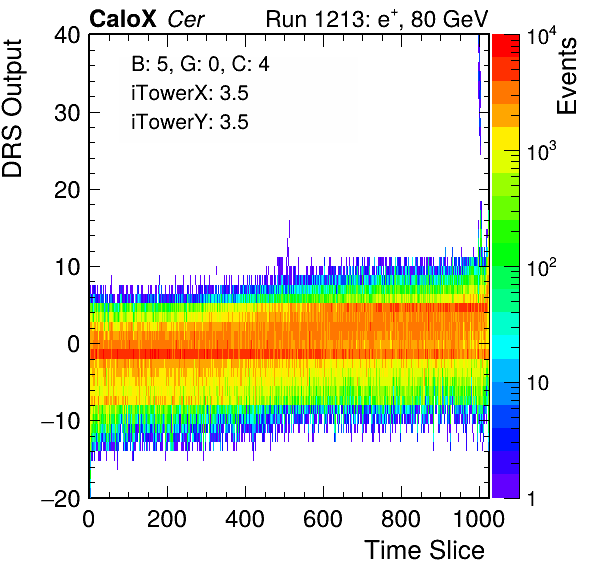 CaloX Cer Run 1213: e+, 80 GeV
B: 5, G: 0, C: 4
iTowerX: 3.5
iTowerY: 3.5
DRS Output
40
30
20
10
0
−10
−20
0 200 400 600 800 1000
Time Slice
Events
10^4
10^3
10^2
10
1